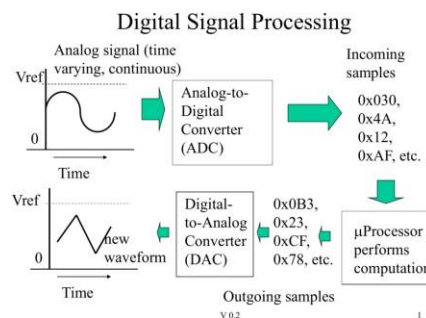 Digital Signal Processing
Analog signal (time
varying, continuous)
Vref
0
Time
Analog-to-
Digital
Converter
(ADC)
Incoming
samples
0x030,
0x4A,
0x12,
0xAF, etc.
Vref
0
new
waveform
Time
Digital-
to-Analog
Converter
(DAC)
0x0B3,
0x23,
0xCF,
0x78, etc.
µProcessor
performs
computation
Outgoing samples
V 0.2
1